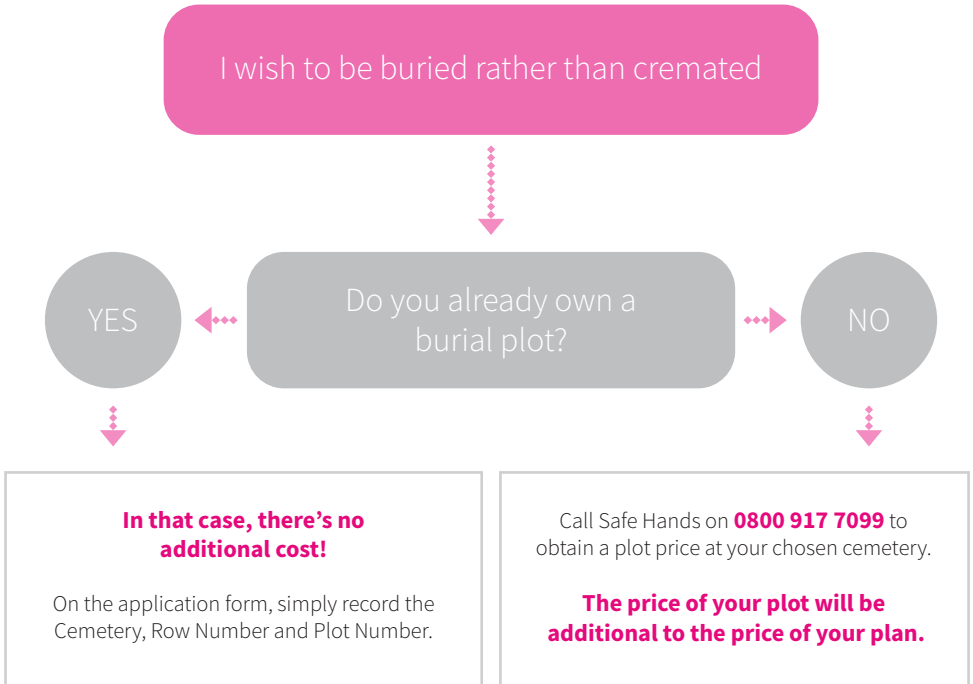 I wish to be buried rather than cremated
Do you already own a
burial plot?
YES
NO
In that case, there’s no
additional cost!
On the application form, simply record the
Cemetery, Row Number and Plot Number.
Call Safe Hands on 0800 917 7099 to
obtain a plot price at your chosen cemetery.
The price of your plot will be
additional to the price of your plan.